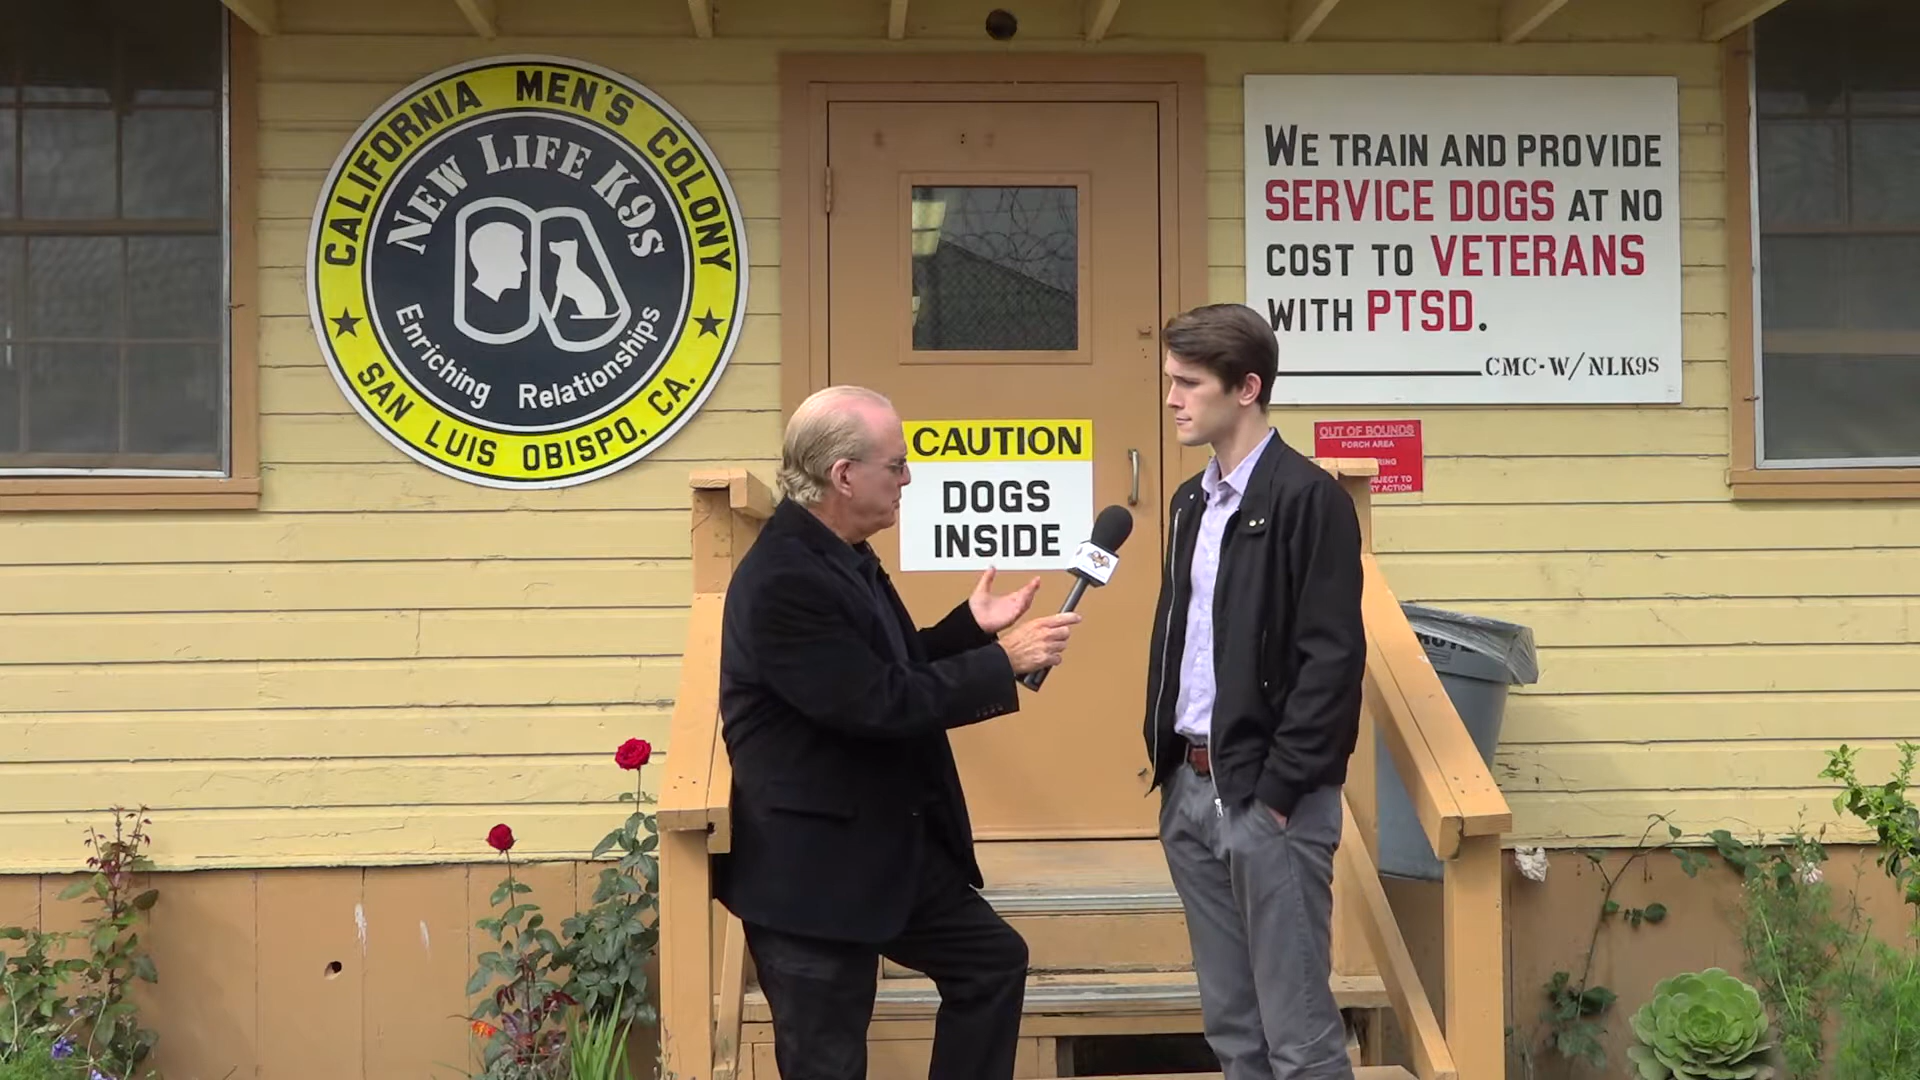 CALIFORNIA MEN'S COLONY
NEW LIFE K9S
Enriching Relationships
SAN LUIS OBISPO, CA.
WE TRAIN AND PROVIDE
SERVICE DOGS AT NO
COST TO VETERANS
WITH PTSD.
CMC-W/NLK9S
CAUTION
DOGS
INSIDE
OUT OF BOUNDS
PORCH AREA